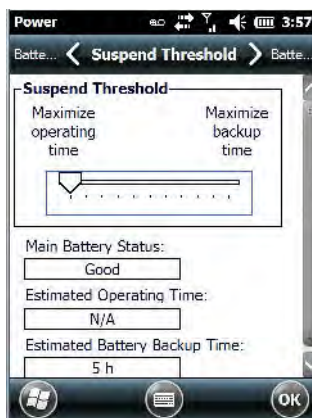 Power 3:57
Batte... Suspend Threshold Batte...
Suspend Threshold
Maximize operating time
Maximize backup time
Main Battery Status:
Good
Estimated Operating Time:
N/A
Estimated Battery Backup Time:
5 h
OK